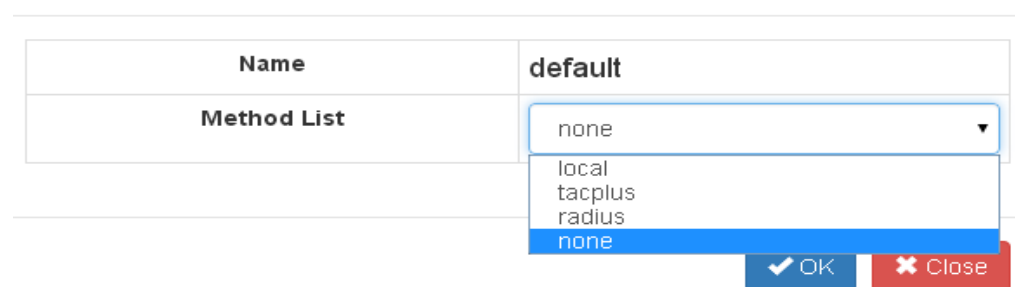 Name default
Method List none
local
tacplus
radius
none
OK Close